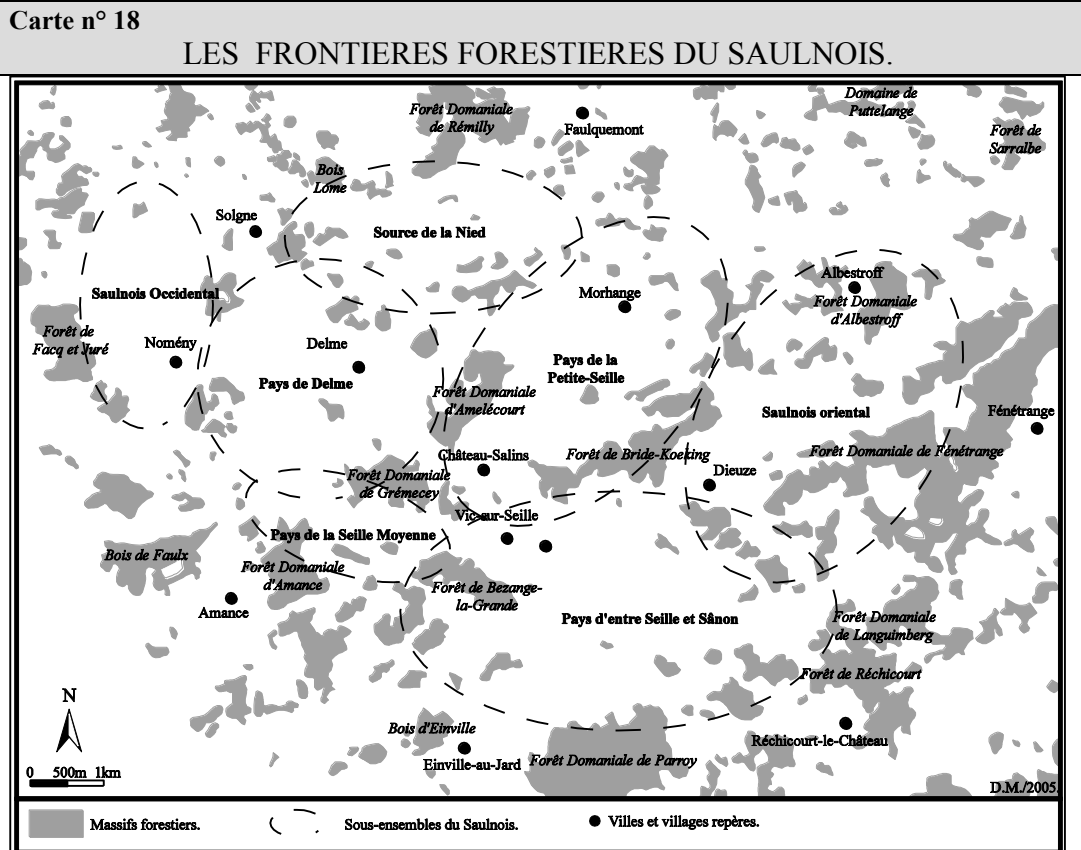 Carte n° 18
LES FRONTIERES FORESTIERES DU SAULNOIS.
Forêt Domaniale
de Rémilly
Faulquemont
Domaine de
Puttelange
Forêt de
Sarralbe
Bois
Lome
Solgne
Source de la Nied
Saulnois Occidental
Morhange
Albestroff
Forêt Domaniale
d'Albestroff
Forêt de
Facq et Juré
Nomény
Delme
Pays de Delme
Pays de la
Petite-Seille
Forêt Domaniale
d'Amelécourt
Saulnois oriental
Fénétrange
Château-Salins
Forêt de Bride-Koeking
Forêt Domaniale de Fénétrange
Dieuze
Forêt Domaniale
de Grémecey
Vic-sur-Seille
Pays de la Seille Moyenne
Bois de Faulx
Forêt Domaniale
d'Amance
Forêt de Bezange-
la-Grande
Amance
Pays d'entre Seille et Sânon
Forêt Domaniale
de Languimberg
Forêt de Réchicourt
N
Bois d'Einville
Einville-au-Jard
Forêt Domaniale de Parroy
Réchicourt-le-Château
0 500m 1km
D.M./2005.
Massifs forestiers.
Sous-ensembles du Saulnois.
Villes et villages repères.